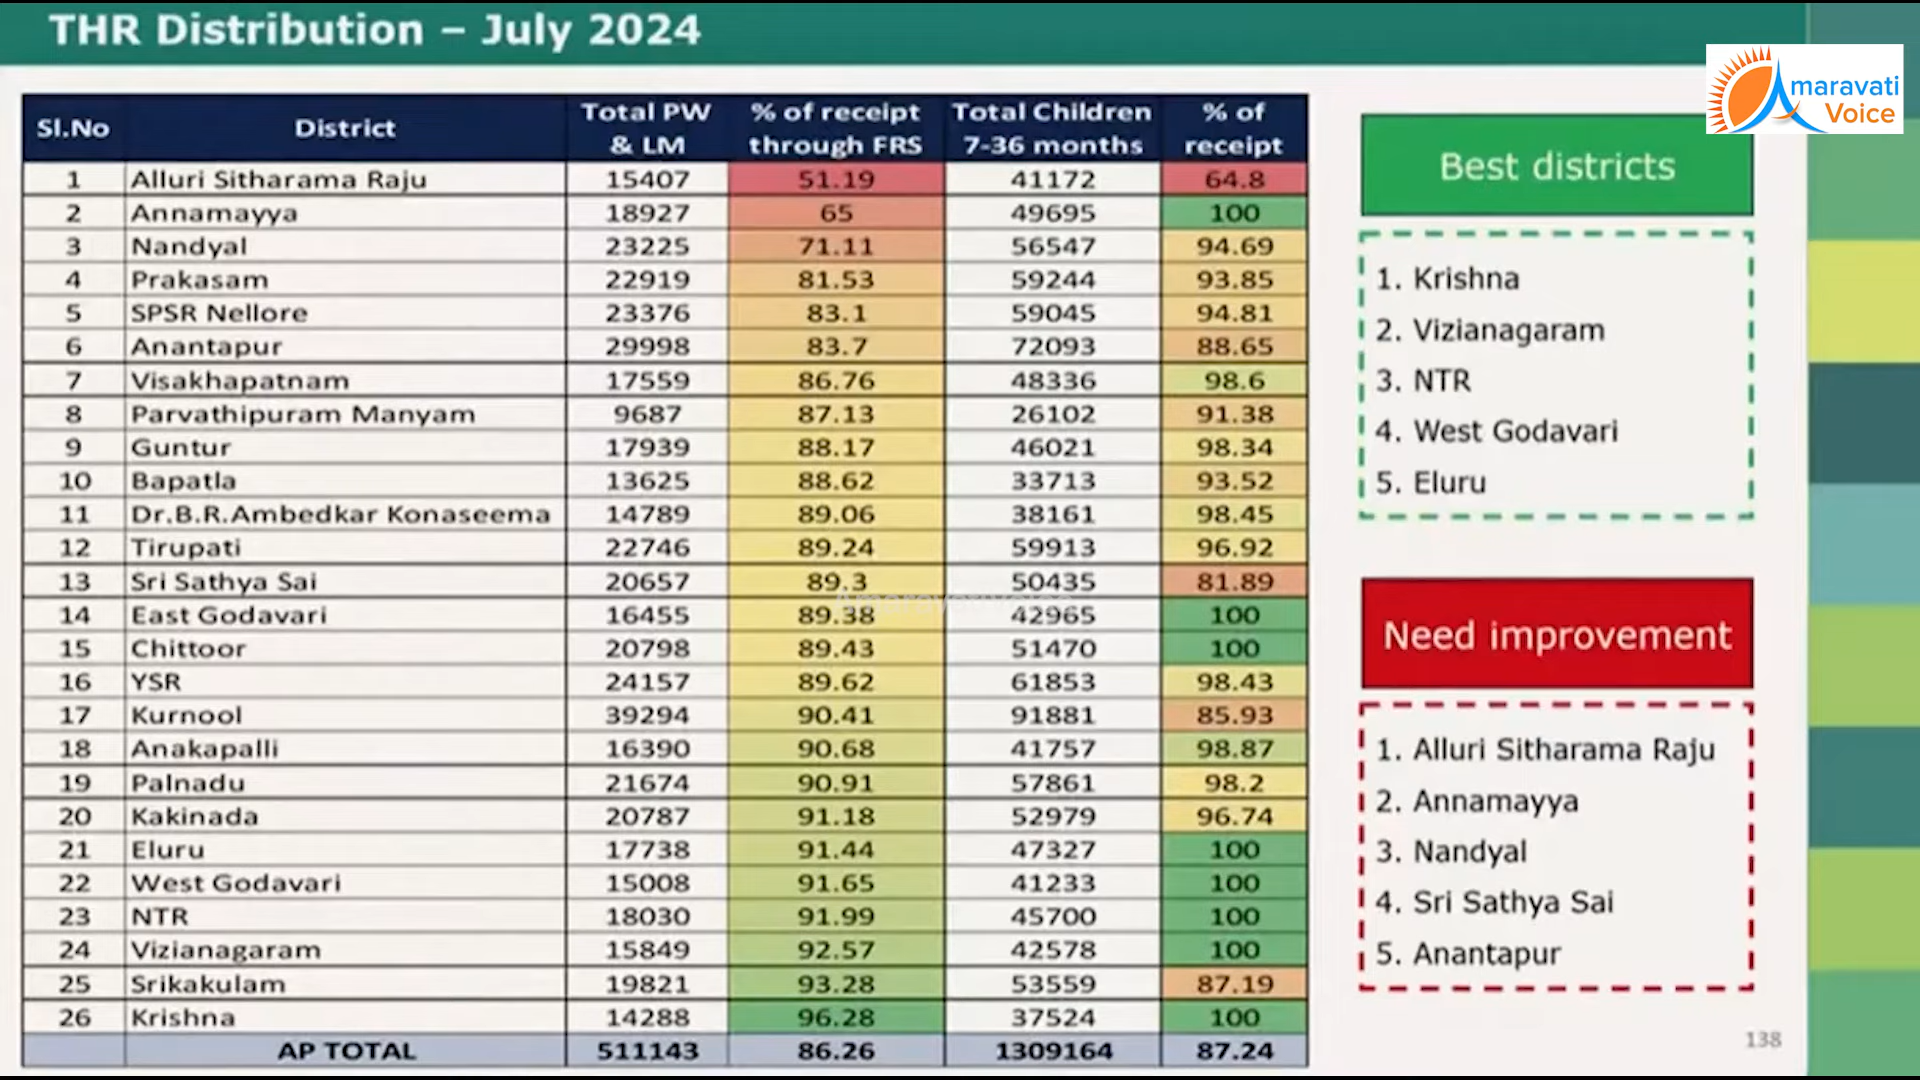 THR Distribution – July 2024
Amaravati
Voice
Sl.No District Total PW & LM % of receipt through FRS Total Children 7-36 months % of receipt
1 Alluri Sitharama Raju 15407 51.19 41172 64.8
2 Annamayya 18927 65 49695 100
3 Nandyal 23225 71.11 56547 94.69
4 Prakasam 22919 81.53 59244 93.85
5 SPSR Nellore 23376 83.1 59045 94.81
6 Anantapur 29998 83.7 72093 88.65
7 Visakhapatnam 17559 86.76 48336 98.6
8 Parvathipuram Manyam 9687 87.13 26102 91.38
9 Guntur 17939 88.17 46021 98.34
10 Bapatla 13625 88.62 33713 93.52
11 Dr.B.R.Ambedkar Konaseema 14789 89.06 38161 98.45
12 Tirupati 22746 89.24 59913 96.92
13 Sri Sathya Sai 20657 89.3 50435 81.89
14 East Godavari 16455 89.38 42965 100
15 Chittoor 20798 89.43 51470 100
16 YSR 24157 89.62 61853 98.43
17 Kurnool 39294 90.41 91881 85.93
18 Anakapalli 16390 90.68 41757 98.87
19 Palnadu 21674 90.91 57861 98.2
20 Kakinada 20787 91.18 52979 96.74
21 Eluru 17738 91.44 47327 100
22 West Godavari 15008 91.65 41233 100
23 NTR 18030 91.99 45700 100
24 Vizianagaram 15849 92.57 42578 100
25 Srikakulam 19821 93.28 53559 87.19
26 Krishna 14288 96.28 37524 100
AP TOTAL 511143 86.26 1309164 87.24
Best districts
1. Krishna
2. Vizianagaram
3. NTR
4. West Godavari
5. Eluru
Need improvement
1. Alluri Sitharama Raju
2. Annamayya
3. Nandyal
4. Sri Sathya Sai
5. Anantapur
138